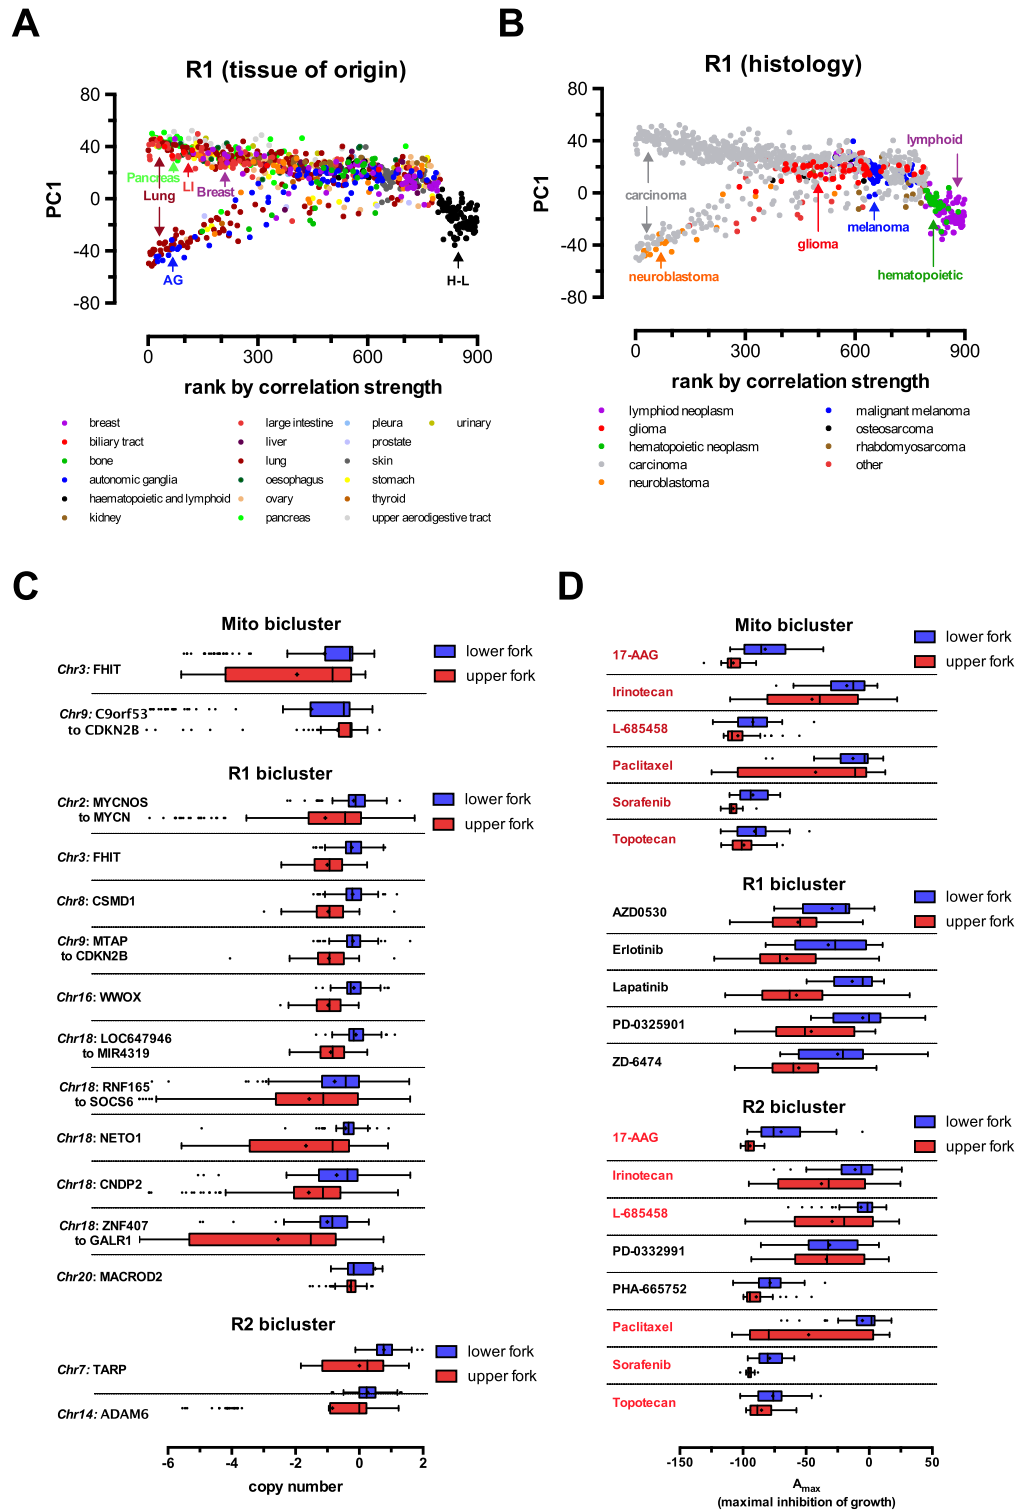 A
B
R1 (tissue of origin)
R1 (histology)
80
40
0
-40
-80
PC1
Pancreas
LI
Lung
Breast
AG
H-L
0
300
600
900
rank by correlation strength
breast
biliary tract
bone
autonomic ganglia
haematopoietic and lymphoid
kidney
large intestine
liver
lung
oesophagus
ovary
pancreas
pleura
prostate
skin
stomach
thyroid
upper aerodigestive tract
urinary
80
40
0
-40
-80
PC1
lymphoid
carcinoma
glioma
melanoma
neuroblastoma
hematopoietic
0
300
600
900
rank by correlation strength
lymphiod neoplasm
glioma
hematopoietic neoplasm
carcinoma
neuroblastoma
malignant melanoma
osteosarcoma
rhabdomyosarcoma
other
C
Mito bicluster
lower fork
upper fork
Chr3: FHIT
Chr9: C9orf53
to CDKN2B
R1 bicluster
lower fork
upper fork
Chr2: MYCNOS
to MYCN
Chr3: FHIT
Chr8: CSMD1
Chr9: MTAP
to CDKN2B
Chr16: WWOX
Chr18: LOC647946
to MIR4319
Chr18: RNF165
to SOCS6
Chr18: NETO1
Chr18: CNDP2
Chr18: ZNF407
to GALR1
Chr20: MACROD2
R2 bicluster
lower fork
upper fork
Chr7: TARP
Chr14: ADAM6
-6
-4
-2
0
2
copy number
D
Mito bicluster
lower fork
upper fork
17-AAG
Irinotecan
L-685458
Paclitaxel
Sorafenib
Topotecan
R1 bicluster
lower fork
upper fork
AZD0530
Erlotinib
Lapatinib
PD-0325901
ZD-6474
R2 bicluster
lower fork
upper fork
17-AAG
Irinotecan
L-685458
PD-0332991
PHA-665752
Paclitaxel
Sorafenib
Topotecan
-150
-100
-50
0
50
Amax
(maximal inhibition of growth)